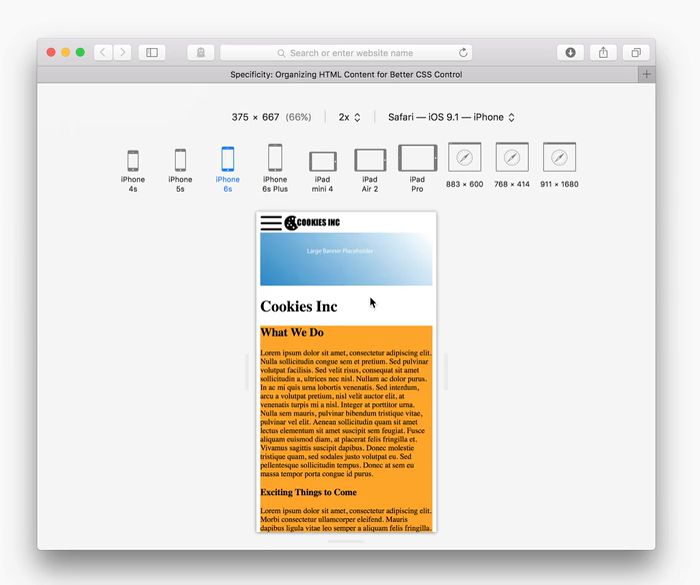 Search or enter website name
Specificity: Organizing HTML Content for Better CSS Control
375 × 667 (66%)
2x
Safari — iOS 9.1 — iPhone
iPhone
4s
iPhone
5s
iPhone
6s
iPhone
6s Plus
iPad
mini 4
iPad
Air 2
iPad
Pro
883 × 600
768 × 414
911 × 1680
COOKIES INC
Large Banner Placeholder
Cookies Inc
What We Do
Lorem ipsum dolor sit amet, consectetur adipiscing elit.
Nulla sollicitudin congue sem et pretium. Sed pulvinar
volutpat facilisis. Sed velit risus, consequat sit amet
sollicitudin a, ultrices nec nisl. Nullam ac dolor purus.
In ac mi quis urna lobortis venenatis. Sed interdum,
arcu a volutpat pretium, nisl velit auctor elit, at
venenatis turpis mi a nisl. Integer at porttitor urna.
Nulla sem mauris, pulvinar bibendum tristique vitae,
pulvinar vel elit. Aenean sollicitudin quam sit amet
lectus elementum sit amet suscipit sem feugiat. Fusce
aliquam euismod diam, at placerat felis fringilla et.
Vivamus sagittis suscipit dapibus. Donec molestie
tristique quam, sed sodales justo volutpat eu. Sed
pellentesque sollicitudin tempus. Donec at sem eu
massa tempor porta congue id purus.
Exciting Things to Come
Lorem ipsum dolor sit amet, consectetur adipiscing elit.
Morbi consectetur ullamcorper eleifend. Mauris
dapibus ligula vitae leo semper a aliquam felis fringilla.